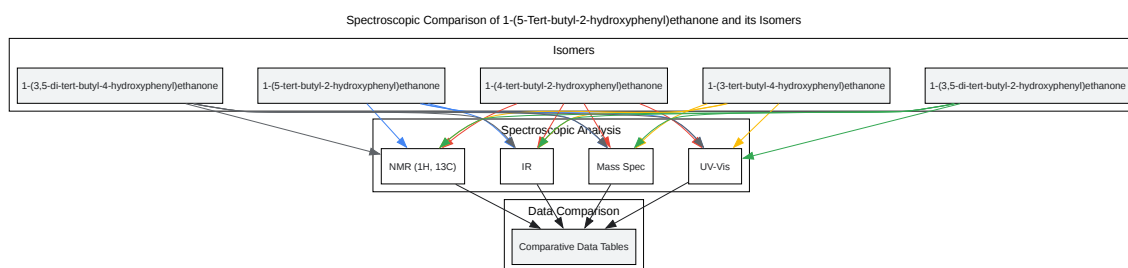 Spectroscopic Comparison of 1-(5-Tert-butyl-2-hydroxyphenyl)ethanone and its Isomers
Isomers
1-(3,5-di-tert-butyl-4-hydroxyphenyl)ethanone
1-(5-tert-butyl-2-hydroxyphenyl)ethanone
1-(4-tert-butyl-2-hydroxyphenyl)ethanone
1-(3-tert-butyl-4-hydroxyphenyl)ethanone
1-(3,5-di-tert-butyl-2-hydroxyphenyl)ethanone
Spectroscopic Analysis
NMR (1H, 13C)
IR
Mass Spec
UV-Vis
Data Comparison
Comparative Data Tables